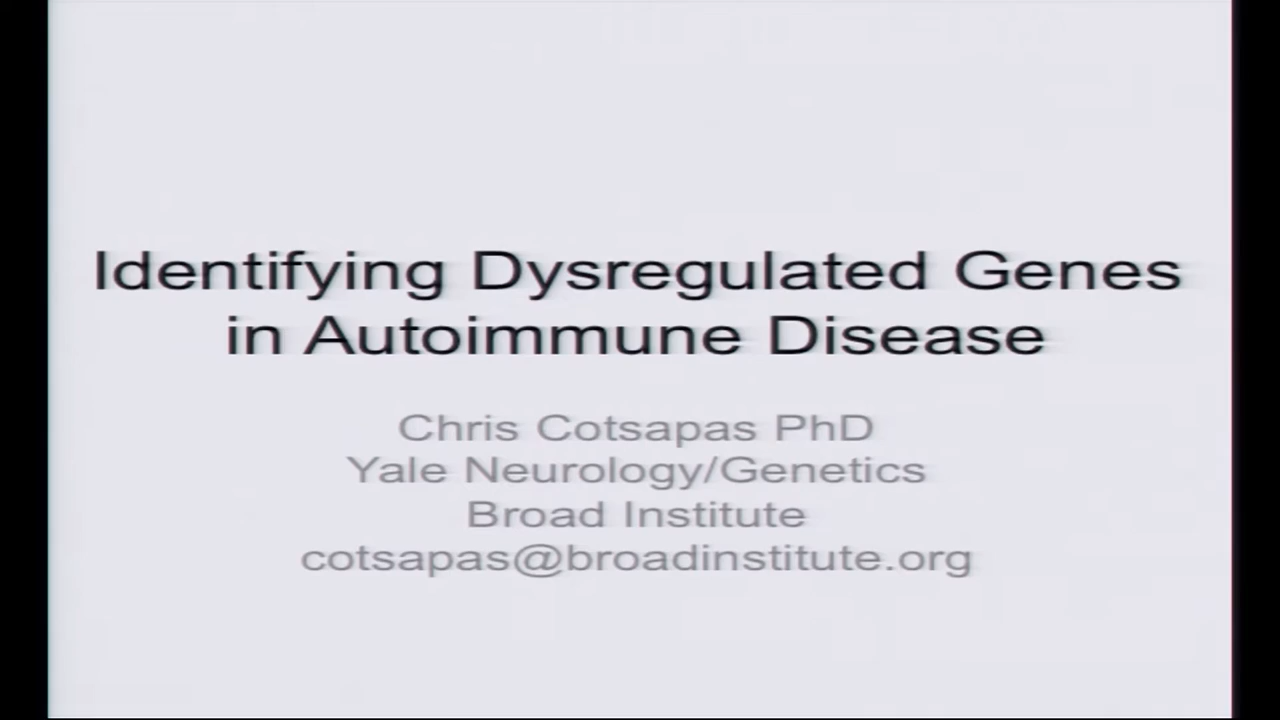 Identifying Dysregulated Genes
in Autoimmune Disease
Chris Cotsapas PhD
Yale Neurology/Genetics
Broad Institute
cotsapas@broadinstitute.org